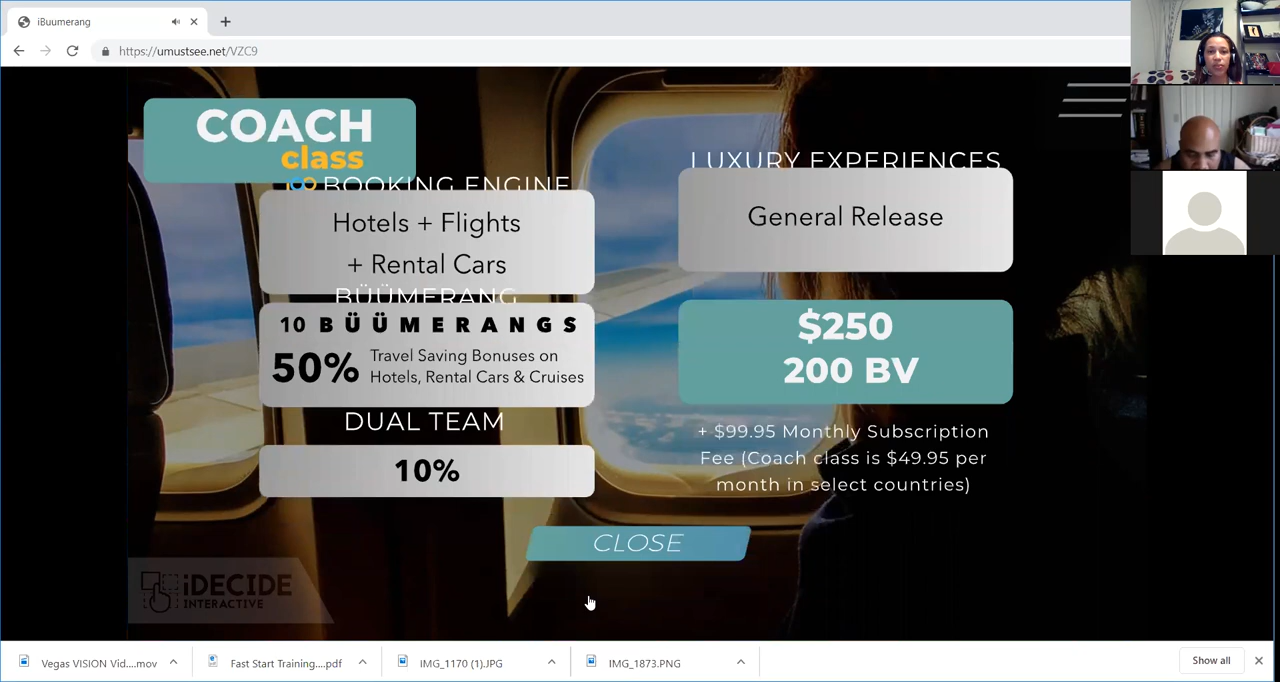 iBuumerang
https://umustsee.net/VZC9
COACH
class
BOOKING ENGINE
Hotels + Flights
+ Rental Cars
BÜÜMERANG
10 BÜÜMERANGS
50% Travel Saving Bonuses on
Hotels, Rental Cars & Cruises
DUAL TEAM
10%
LUXURY EXPERIENCES
General Release
$250
200 BV
+ $99.95 Monthly Subscription
Fee (Coach class is $49.95 per
month in select countries)
CLOSE
iDECIDE
INTERACTIVE
Vegas VISION Vid....mov
Fast Start Training....pdf
IMG_1170 (1).JPG
IMG_1873.PNG
Show all